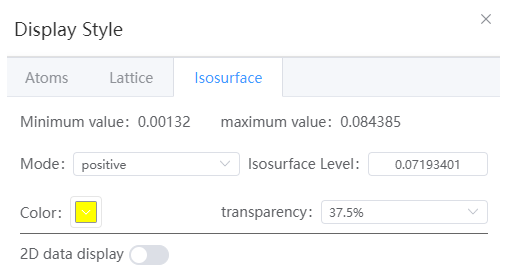 Display Style
Atoms Lattice Isosurface
Minimum value: 0.00132 maximum value: 0.084385
Mode: positive Isosurface Level: 0.07193401
Color: transparency: 37.5%
2D data display